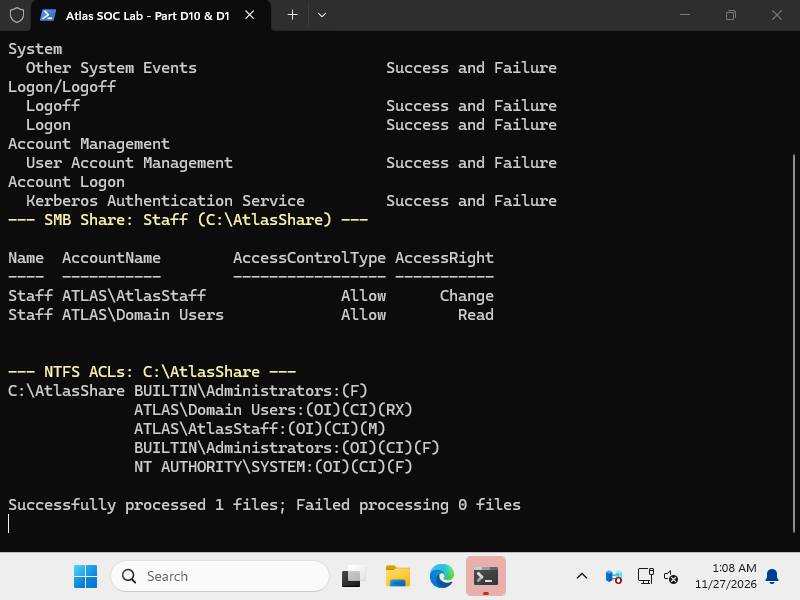 Atlas SOC Lab - Part D10 & D1
System
  Other System Events                     Success and Failure
Logon/Logoff
  Logoff                                  Success and Failure
  Logon                                   Success and Failure
Account Management
  User Account Management                 Success and Failure
Account Logon
  Kerberos Authentication Service         Success and Failure
--- SMB Share: Staff (C:\AtlasShare) ---
Name  AccountName        AccessControlType AccessRight
----  -----------        ----------------- -----------
Staff ATLAS\AtlasStaff               Allow      Change
Staff ATLAS\Domain Users             Allow        Read
--- NTFS ACLs: C:\AtlasShare ---
C:\AtlasShare BUILTIN\Administrators:(F)
              ATLAS\Domain Users:(OI)(CI)(RX)
              ATLAS\AtlasStaff:(OI)(CI)(M)
              BUILTIN\Administrators:(OI)(CI)(F)
              NT AUTHORITY\SYSTEM:(OI)(CI)(F)
Successfully processed 1 files; Failed processing 0 files
Search
1:08 AM
11/27/2026